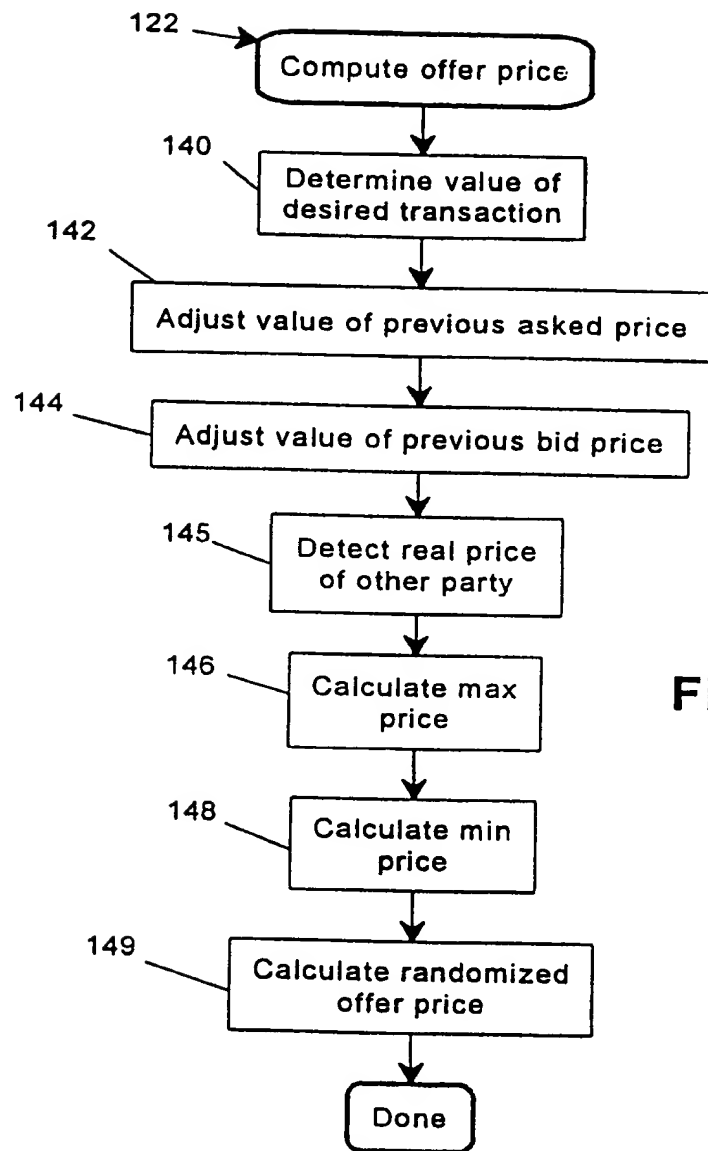 122
Compute offer price
140
Determine value of
desired transaction
142
Adjust value of previous asked price
144
Adjust value of previous bid price
145
Detect real price
of other party
146
Calculate max
price
148
Calculate min
price
149
Calculate randomized
offer price
Done